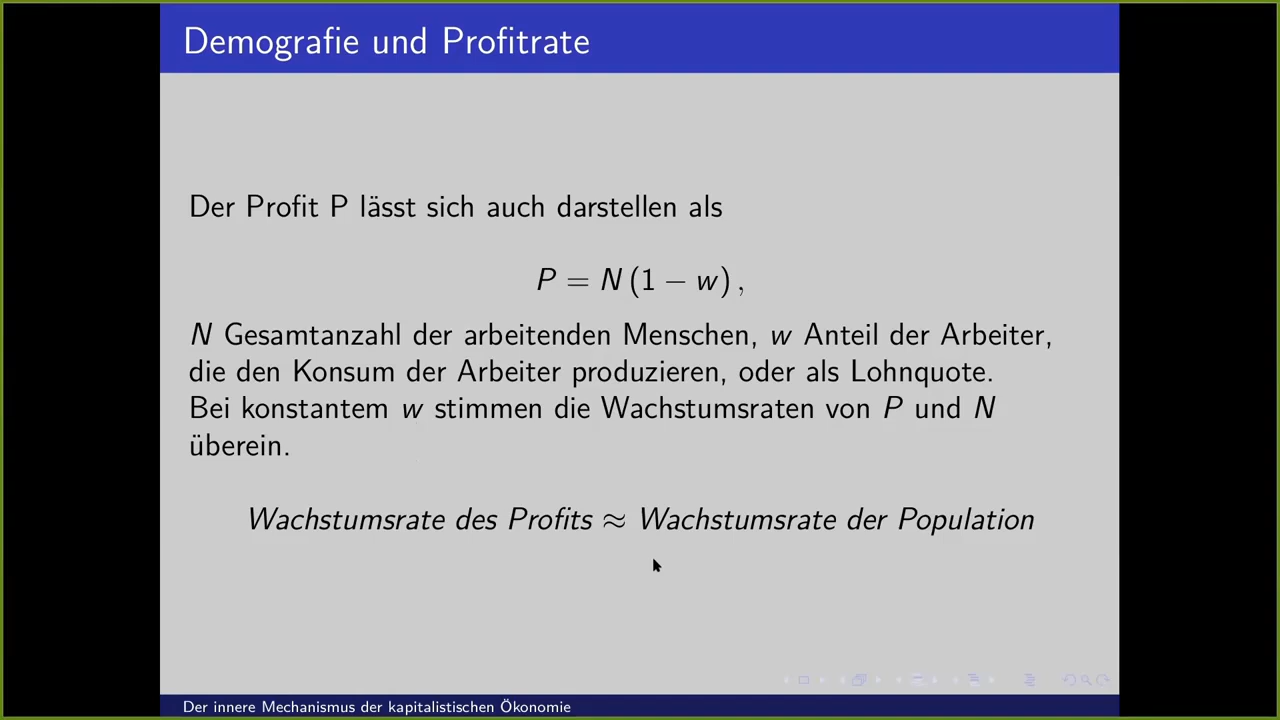 Demografie und Profitrate
Der Profit P lässt sich auch darstellen als
P = N (1 − w) ,
N Gesamtanzahl der arbeitenden Menschen, w Anteil der Arbeiter,
die den Konsum der Arbeiter produzieren, oder als Lohnquote.
Bei konstantem w stimmen die Wachstumsraten von P und N
überein.
Wachstumsrate des Profits ≈ Wachstumsrate der Population
Der innere Mechanismus der kapitalistischen Ökonomie